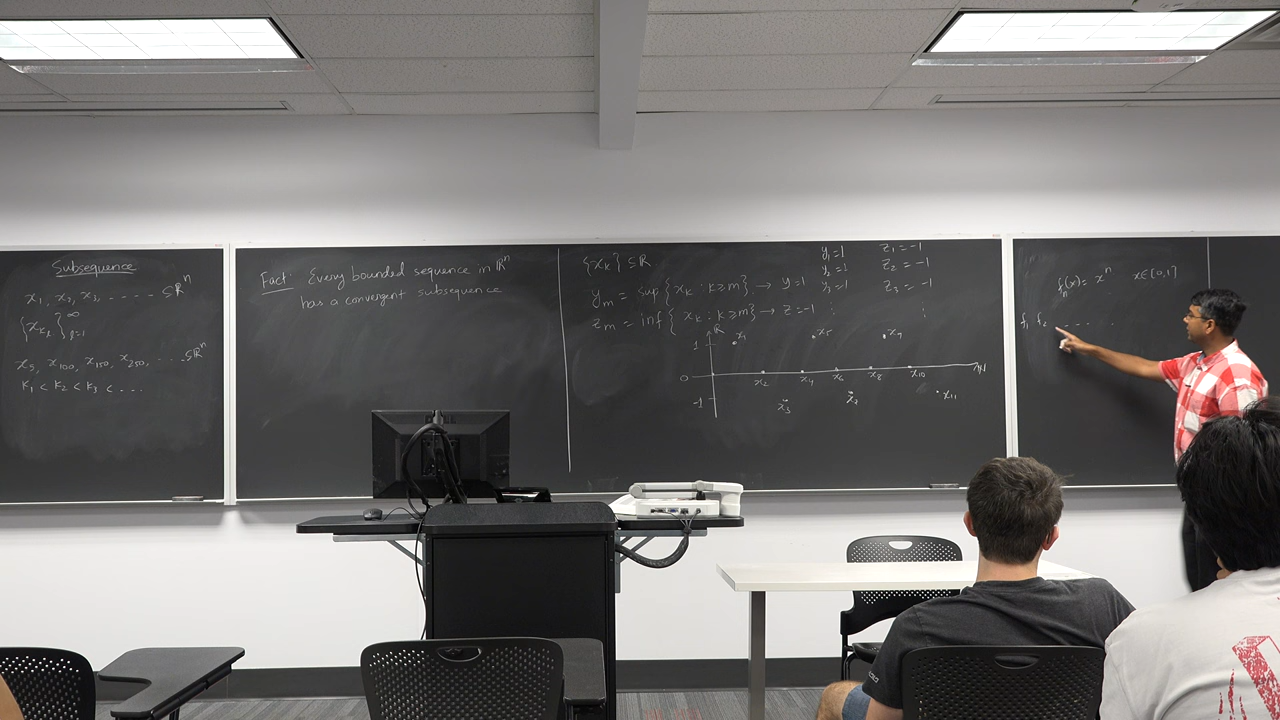 Subsequence
x₁, x₂, x₃, ..... ⊆ ℝⁿ
{x_{k_ℓ}}_{ℓ=1}^∞
x₅, x₁₀₀, x₁₅₀, x₂₅₀, ... ⊆ ℝⁿ
k₁ < k₂ < k₃ < ...
Fact: Every bounded sequence in ℝⁿ
has a convergent subsequence
{x_k} ⊆ ℝ
y_m = sup{x_k : k≥m} → y=1
z_m = inf{x_k : k≥m} → z=-1
y₁=1 z₁=-1
y₂=1 z₂=-1
y₃=1 z₃=-1
ℝ
1 x₁ x₅ x₉
0 x₂ x₄ x₆ x₈ x₁₀ ℕ
-1 x₃ x₇ x₁₁
f_n(x) = xⁿ x∈[0,1]
f₁ f₂ ....